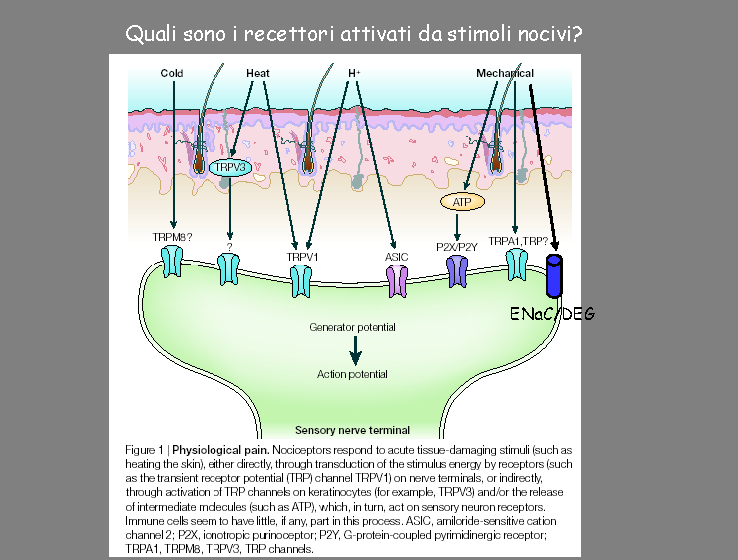 Quali sono i recettori attivati da stimoli nocivi?
Cold Heat H+ Mechanical
TRPV3
ATP
TRPM8? ? TRPV1 ASIC P2X/P2Y TRPA1,TRP?
ENaC/DEG
Generator potential
Action potential
Sensory nerve terminal
Figure 1 | Physiological pain. Nociceptors respond to acute tissue-damaging stimuli (such as
heating the skin), either directly, through transduction of the stimulus energy by receptors (such
as the transient receptor potential (TRP) channel TRPV1) on nerve terminals, or indirectly,
through activation of TRP channels on keratinocytes (for example, TRPV3) and/or the release
of intermediate molecules (such as ATP), which, in turn, act on sensory neuron receptors.
Immune cells seem to have little, if any, part in this process. ASIC, amiloride-sensitive cation
channel 2; P2X, ionotropic purinoceptor; P2Y, G-protein-coupled pyrimidinergic receptor;
TRPA1, TRPM8, TRPV3, TRP channels.